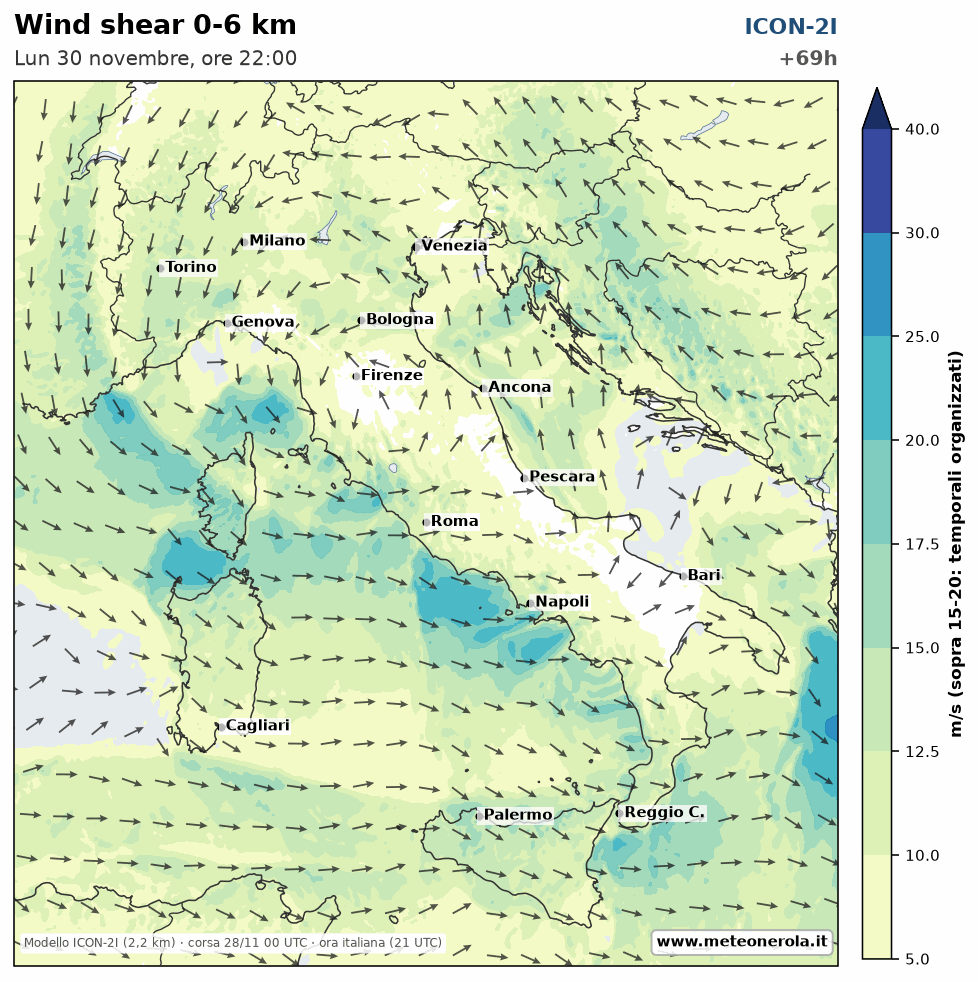 Wind shear 0-6 km
ICON-2I
Lun 30 novembre, ore 22:00
+69h
Milano
Venezia
Torino
Genova
Bologna
Firenze
Ancona
Pescara
Roma
Bari
Napoli
Cagliari
Palermo
Reggio C.
Modello ICON-2I (2,2 km) · corsa 28/11 00 UTC · ora italiana (21 UTC)
www.meteonerola.it
40.0
30.0
25.0
20.0
17.5
15.0
12.5
10.0
5.0
m/s (sopra 15-20: temporali organizzati)